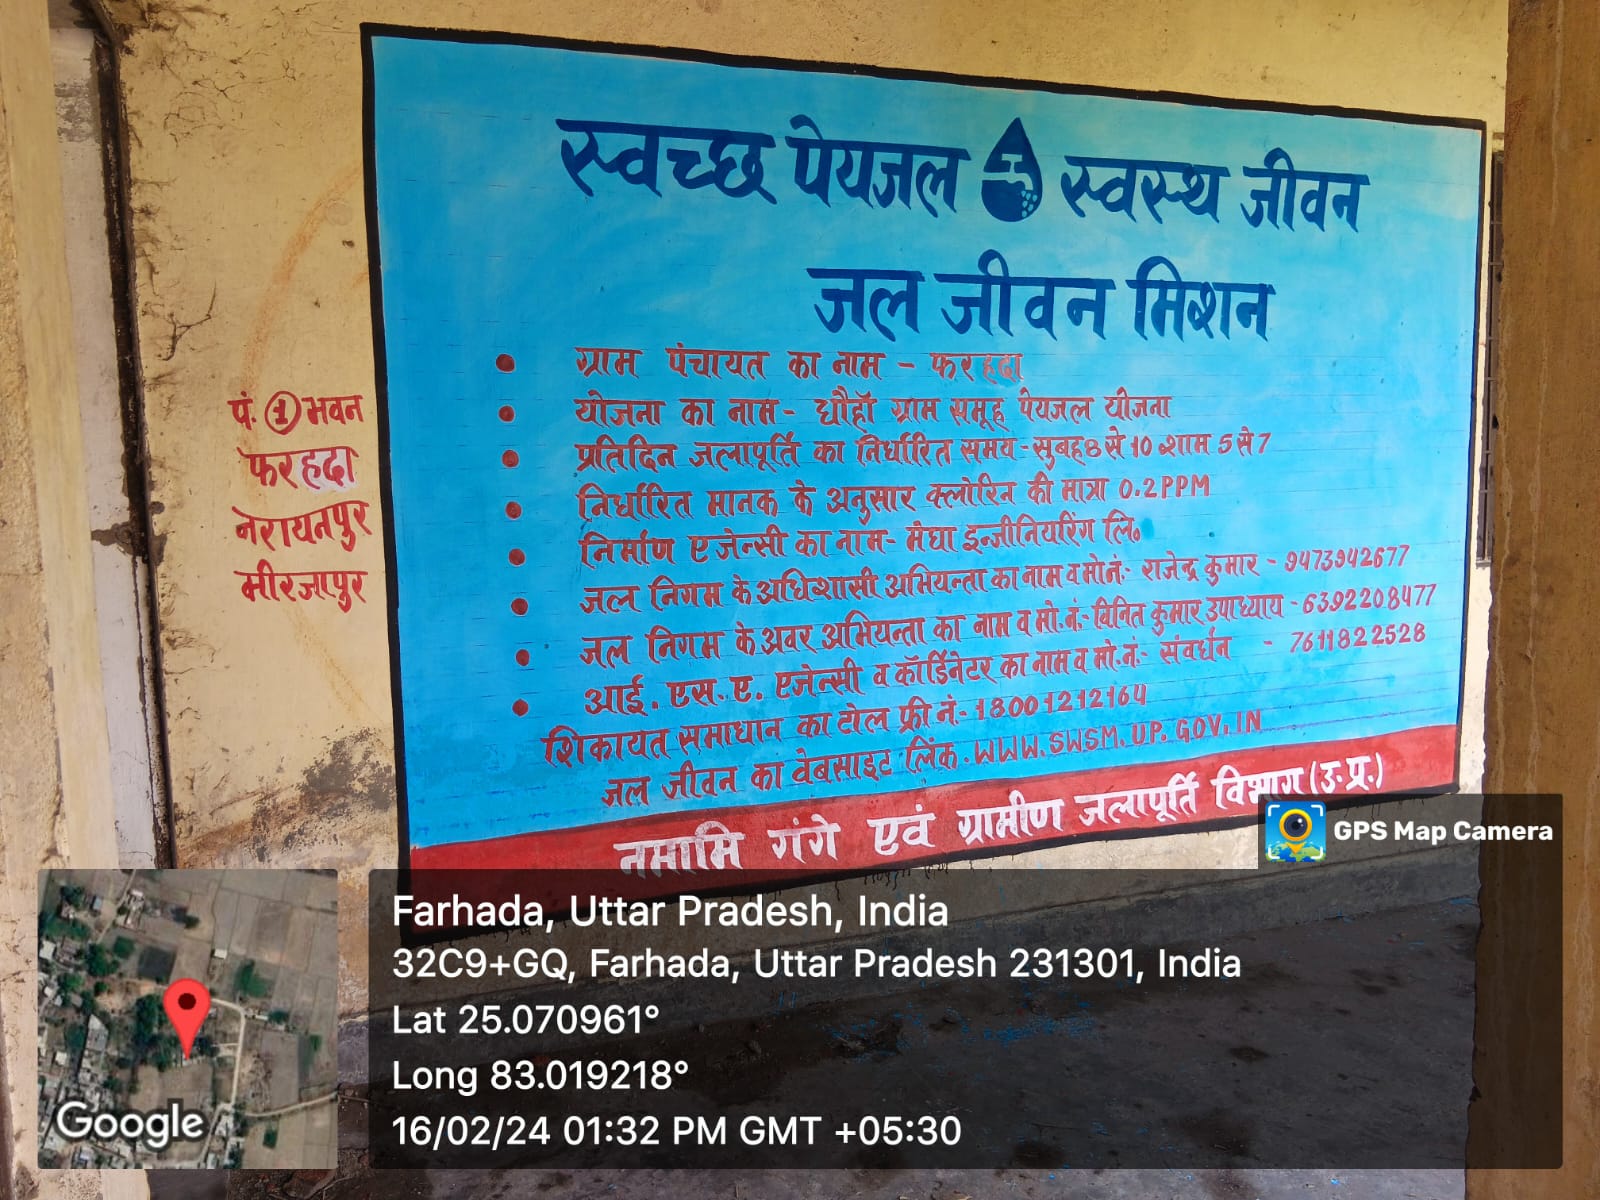 स्वच्छ पेयजल स्वस्थ जीवन
जल जीवन मिशन
• ग्राम पंचायत का नाम - फरहदा
• योजना का नाम - धौहाँ ग्राम समूह पेयजल योजना
• प्रतिदिन जलापूर्ति का निर्धारित समय - सुबह 8 से 10 शाम 5 से 7
• निर्धारित मानक के अनुसार क्लोरिन की मात्रा 0.2 PPM
• निर्माण एजेन्सी का नाम - मेघा इन्जीनियरिंग लि॰
• जल निगम के अधिशासी अभियन्ता का नाम व मो.नं.- राजेन्द्र कुमार - 9473942677
• जल निगम के अवर अभियन्ता का नाम व मो.नं.- विनित कुमार उपाध्याय - 6392208477
• आई. एस. ए. एजेन्सी व कॉर्डिनेटर का नाम व मो.नं.- संवर्धन - 7611822528
शिकायत समाधान का टोल फ्री नं.- 18001212164
जल जीवन का वेबसाइट लिंक. WWW.SWSM.UP.GOV.IN
नमामि गंगे एवं ग्रामीण जलापूर्ति विभाग (उ.प्र.)
पं. 1 भवन
फरहदा
नरायनपुर
मीरजापुर
GPS Map Camera
Farhada, Uttar Pradesh, India
32C9+GQ, Farhada, Uttar Pradesh 231301, India
Lat 25.070961°
Long 83.019218°
16/02/24 01:32 PM GMT +05:30
Google